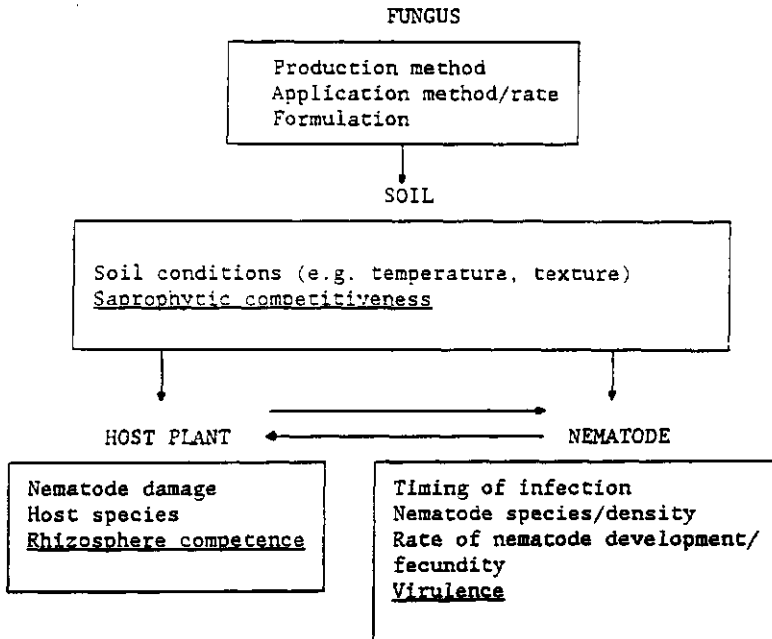 FUNGUS
Production method
Application method/rate
Formulation
SOIL
Soil conditions (e.g. temperatura, texture)
Saprophytic competitiveness
HOST PLANT
NEMATODE
Nematode damage
Host species
Rhizosphere competence
Timing of infection
Nematode species/density
Rate of nematode development/
fecundity
Virulence